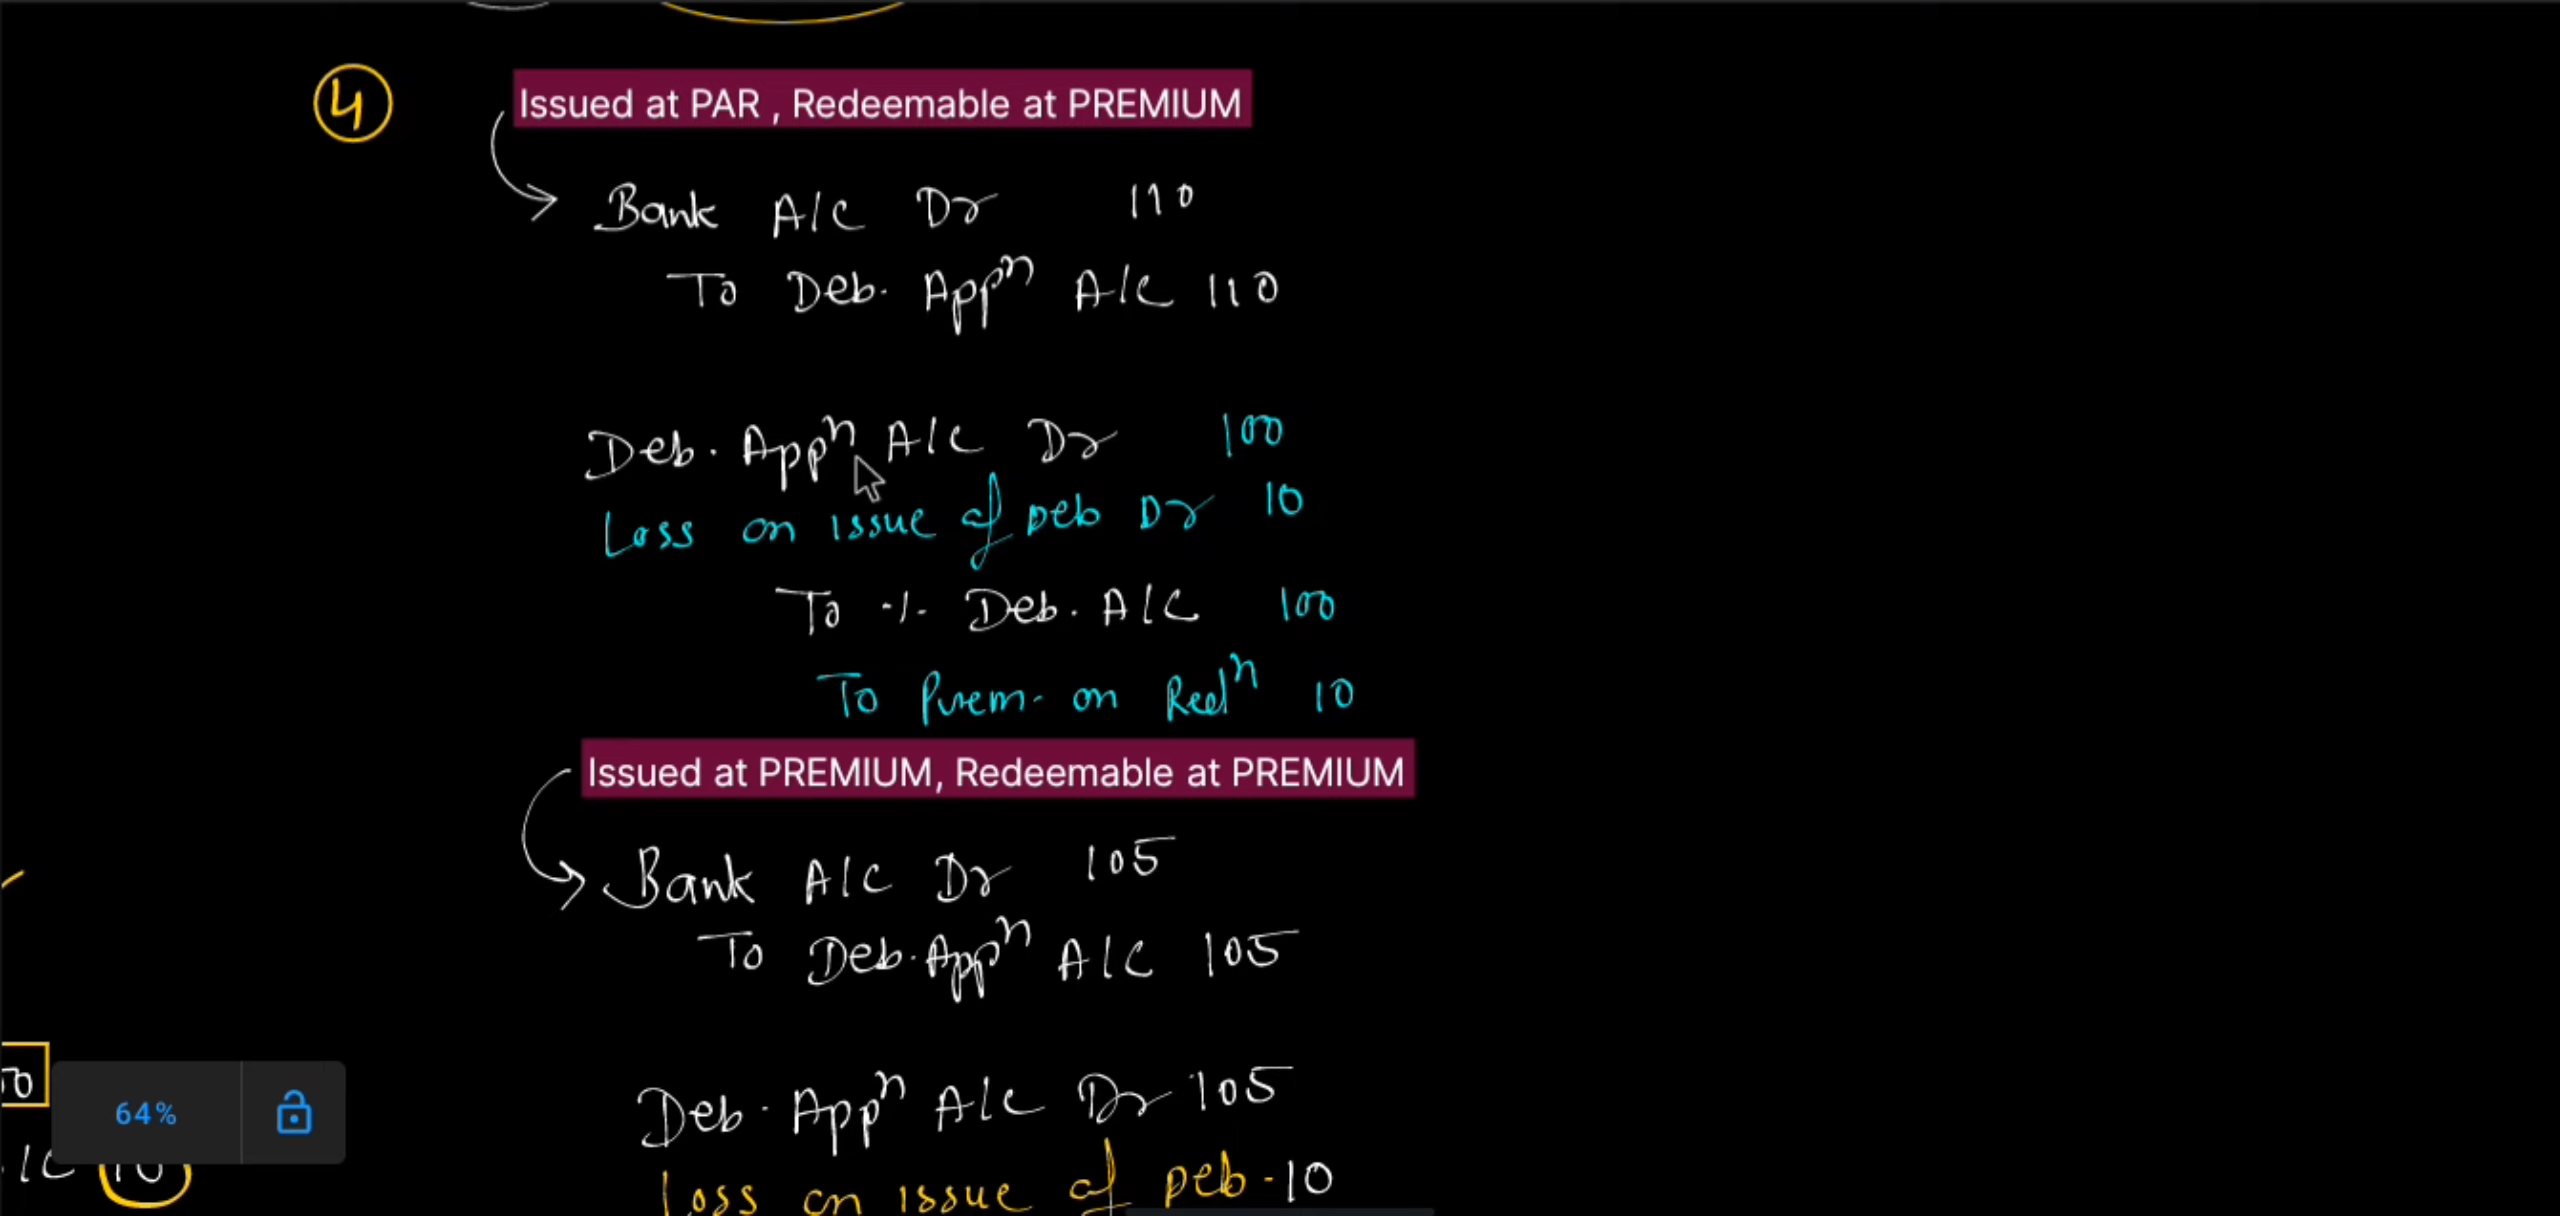 4
Issued at PAR , Redeemable at PREMIUM
Bank A/C Dr 110
To Deb. Appn A/C 110
Deb. Appn A/C Dr 100
Loss on issue of Deb Dr 10
To % Deb. A/C 100
To Prem. on Redn 10
Issued at PREMIUM, Redeemable at PREMIUM
Bank A/C Dr 105
To Deb. Appn A/C 105
Deb. Appn A/C Dr 105
64%
Loss on issue of Deb. 10